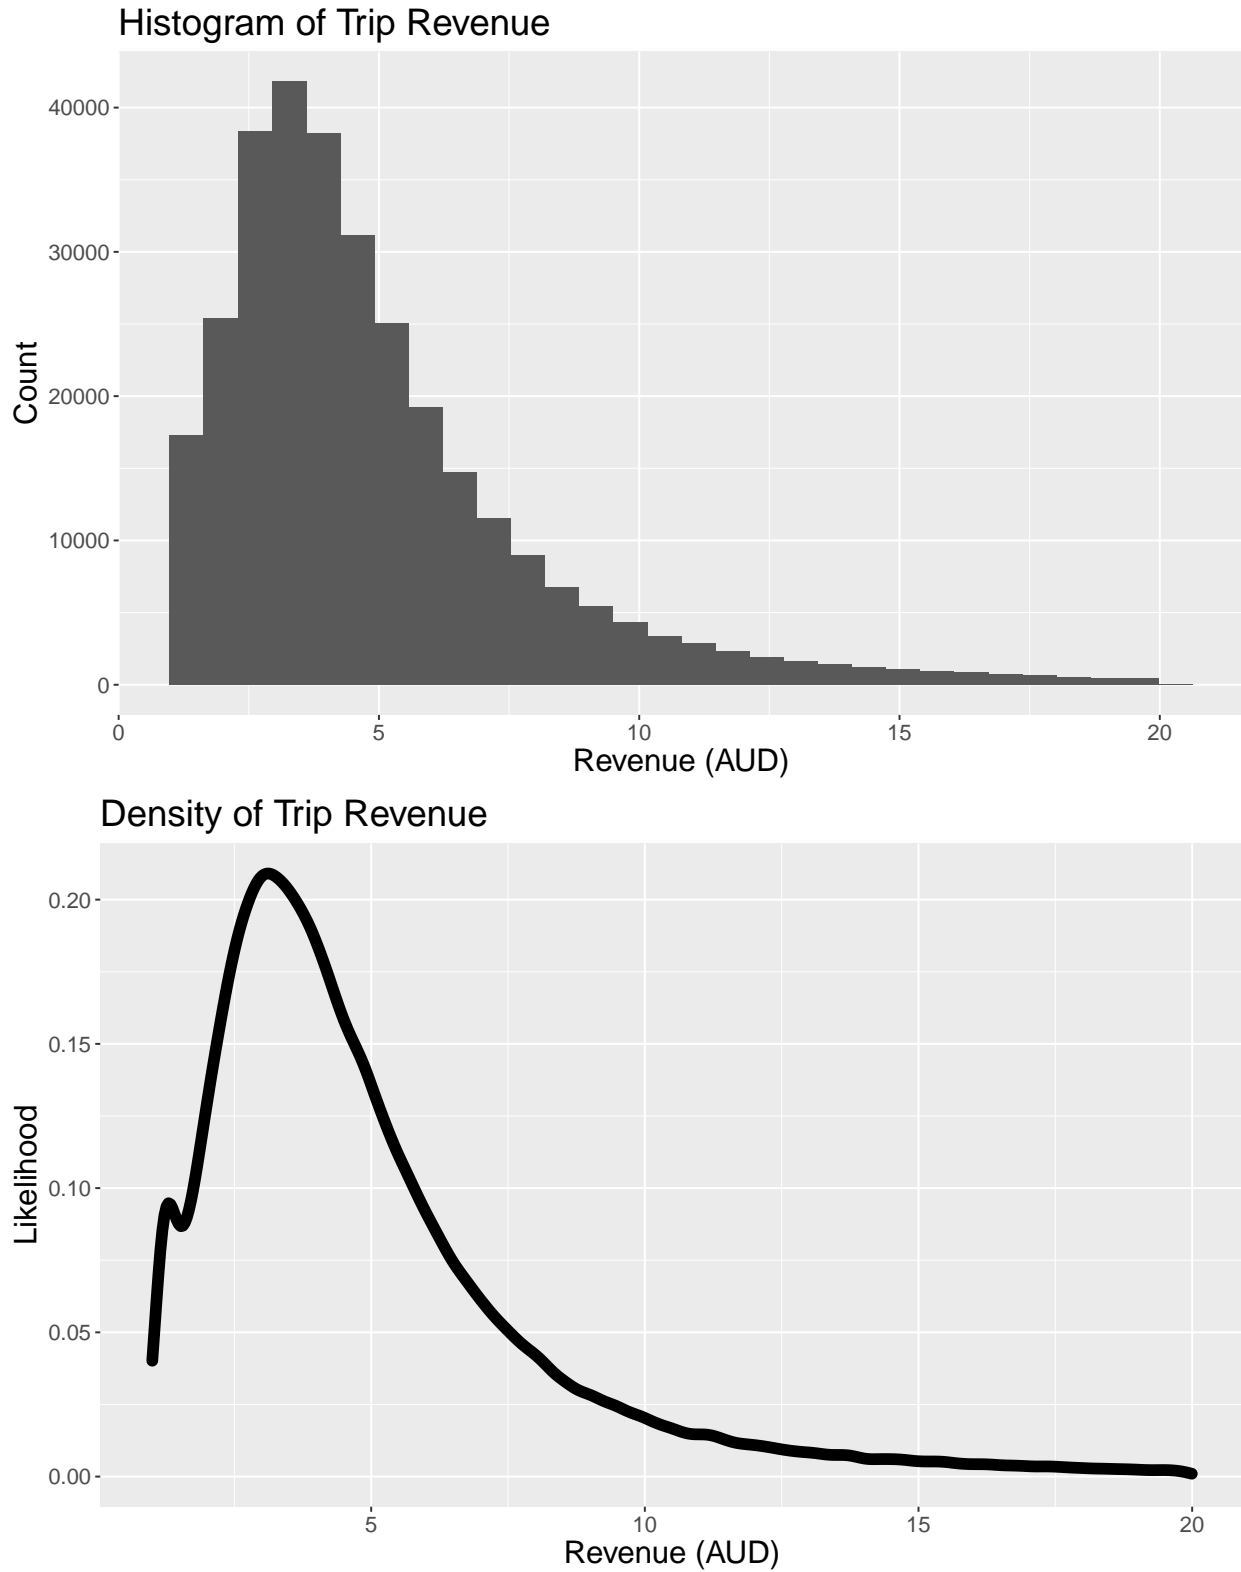 Histogram of Trip Revenue
40000
30000
20000
10000
0
Count
0 5 10 15 20
Revenue (AUD)
Density of Trip Revenue
0.20
0.15
0.10
0.05
0.00
Likelihood
5 10 15 20
Revenue (AUD)